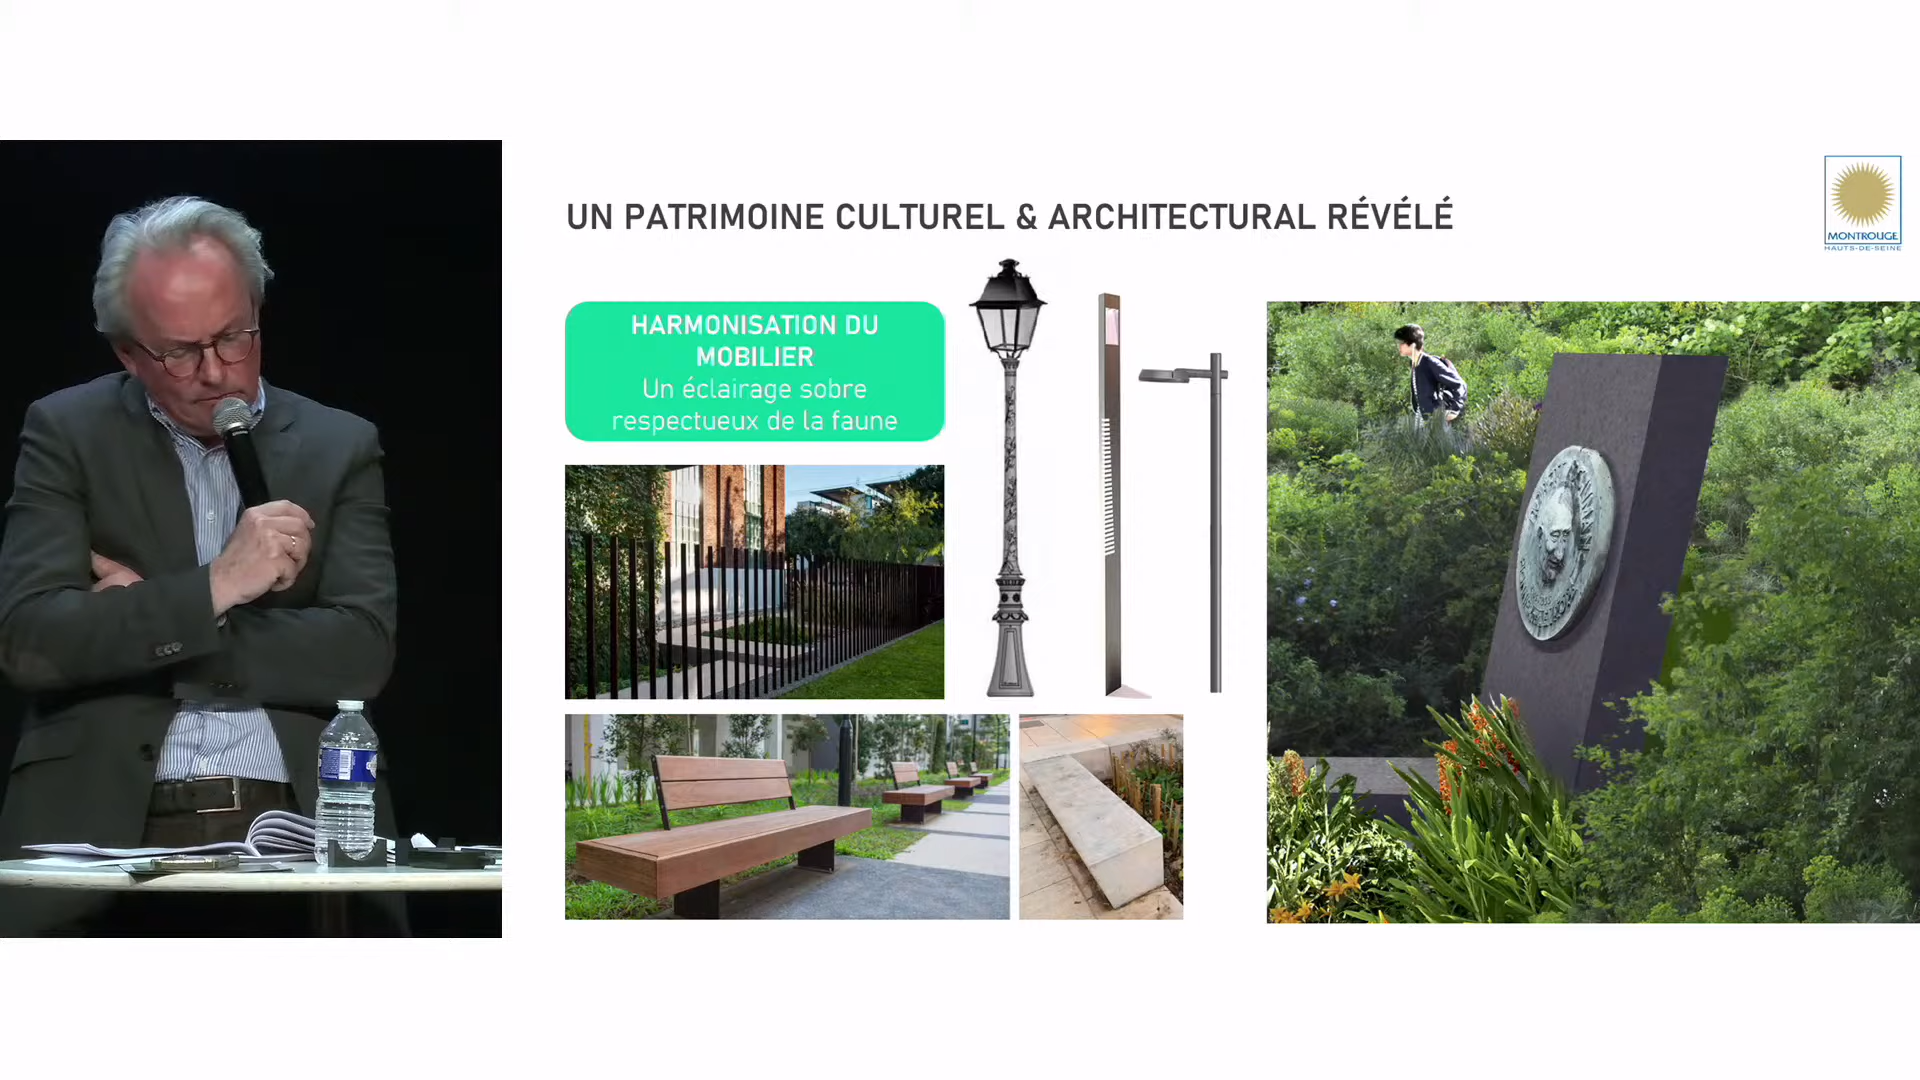 UN PATRIMOINE CULTUREL & ARCHITECTURAL RÉVÉLÉ
MONTROUGE
HAUTS-DE-SEINE
HARMONISATION DU
MOBILIER
Un éclairage sobre
respectueux de la faune